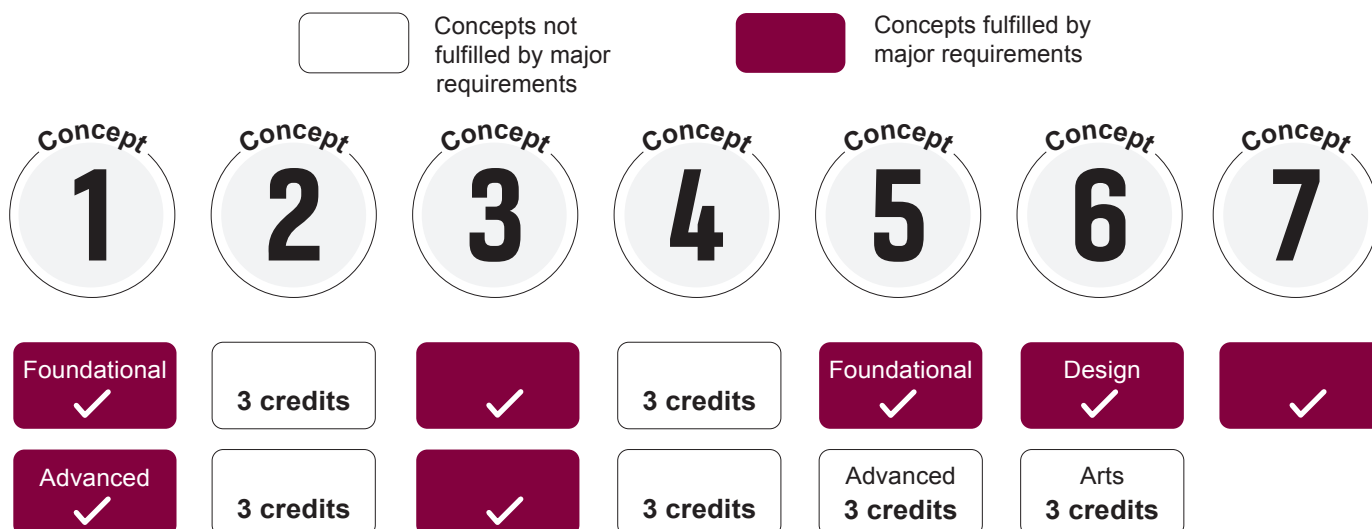 Concepts not
fulfilled by major
requirements
Concepts fulfilled by
major requirements
Concept
1
Concept
2
Concept
3
Concept
4
Concept
5
Concept
6
Concept
7
Foundational
3 credits
3 credits
Foundational
Design
Advanced
3 credits
3 credits
Advanced
3 credits
Arts
3 credits